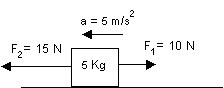 a = 5 m/s²
F₂= 15 N
F₁= 10 N
5 Kg